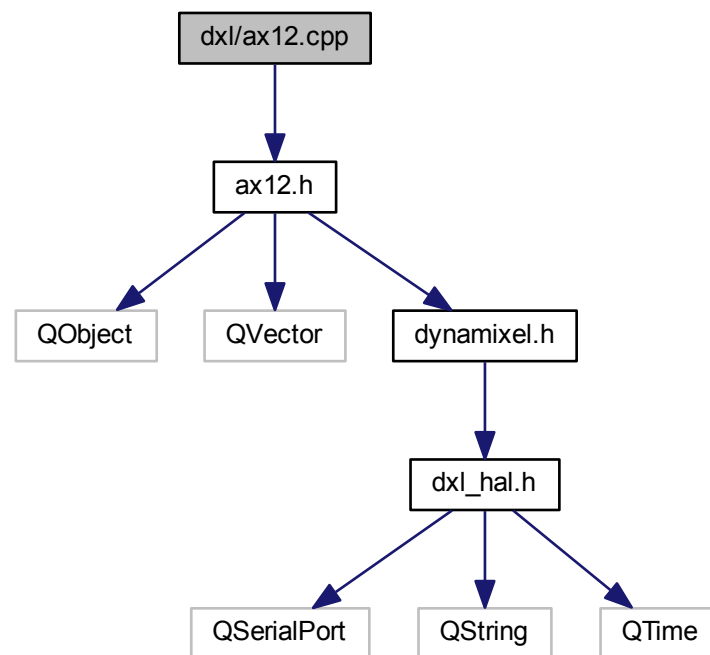 dxl/ax12.cpp
ax12.h
QObject
QVector
dynamixel.h
dxl_hal.h
QSerialPort
QString
QTime